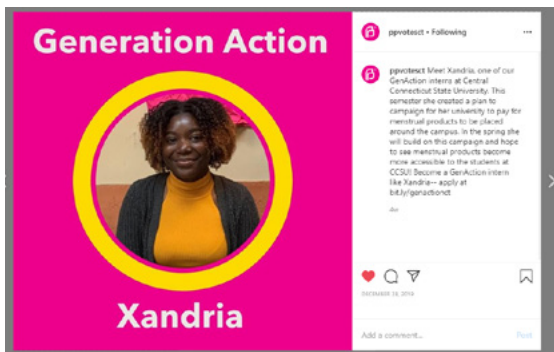 Generation Action
Xandria
ppvotesct • Following
ppvotesct Meet Xandria, one of our
GenAction interns at Central
Connecticut State University. This
semester she created a plan to
campaign for her university to pay for
menstrual products to be placed
around the campus. In the spring she
will build on this campaign and hope
to see menstrual products become
more accessible to the students at
CCSU! Become a GenAction intern
like Xandria-- apply at
bit.ly/genactionct
Add a comment...
Post